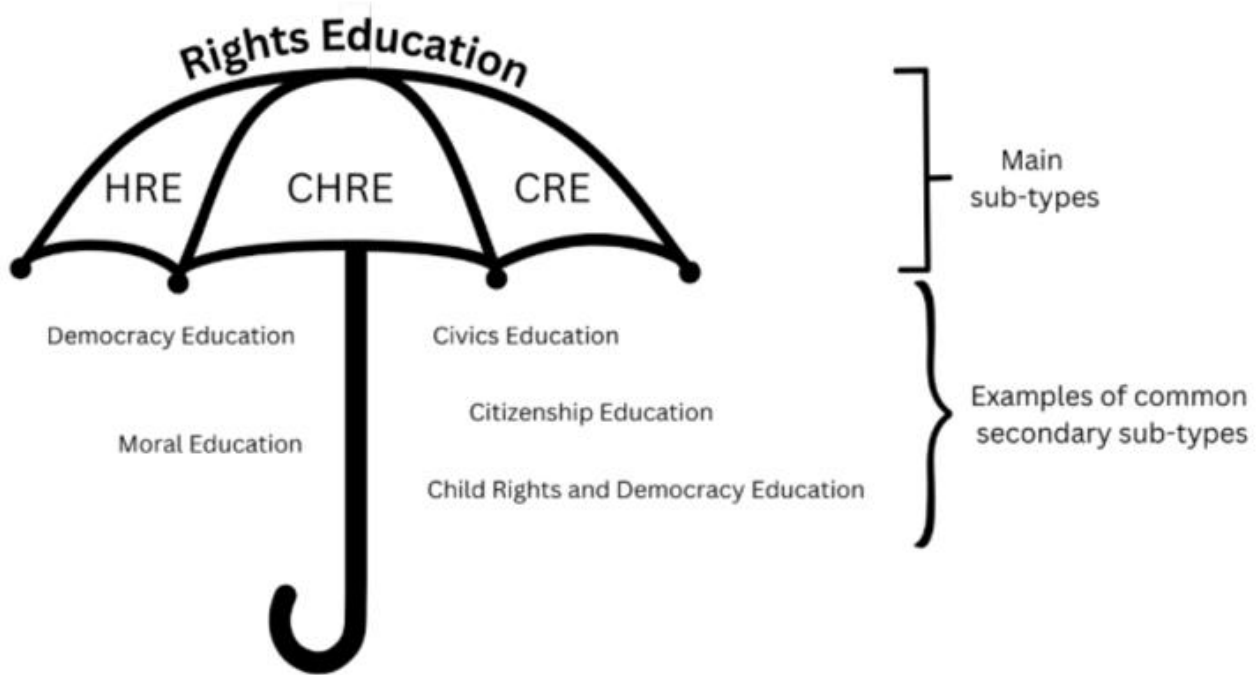 Rights Education
HRE
CHRE
CRE
Main
sub-types
Democracy Education
Civics Education
Citizenship Education
Moral Education
Child Rights and Democracy Education
Examples of common
secondary sub-types